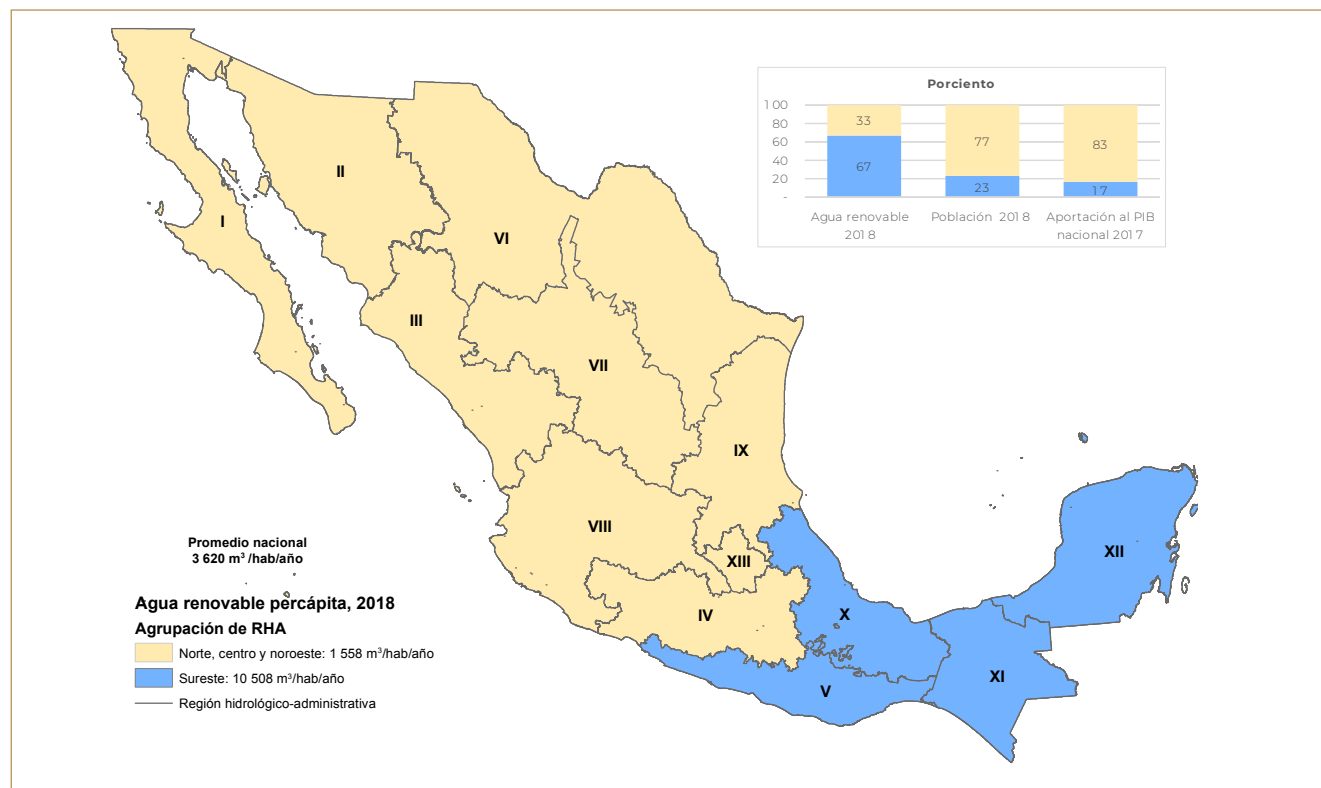 Porciento
100
80
60
40
20
-
33
67
77
23
83
17
Agua renovable
2018
Población 2018
Aportación al PIB
nacional 2017
I
II
VI
III
VII
IX
VIII
XIII
IV
X
V
XI
XII
Promedio nacional
3 620 m³ /hab/año
Agua renovable percápita, 2018
Agrupación de RHA
Norte, centro y noroeste: 1 558 m³/hab/año
Sureste: 10 508 m³/hab/año
Región hidrológico-administrativa